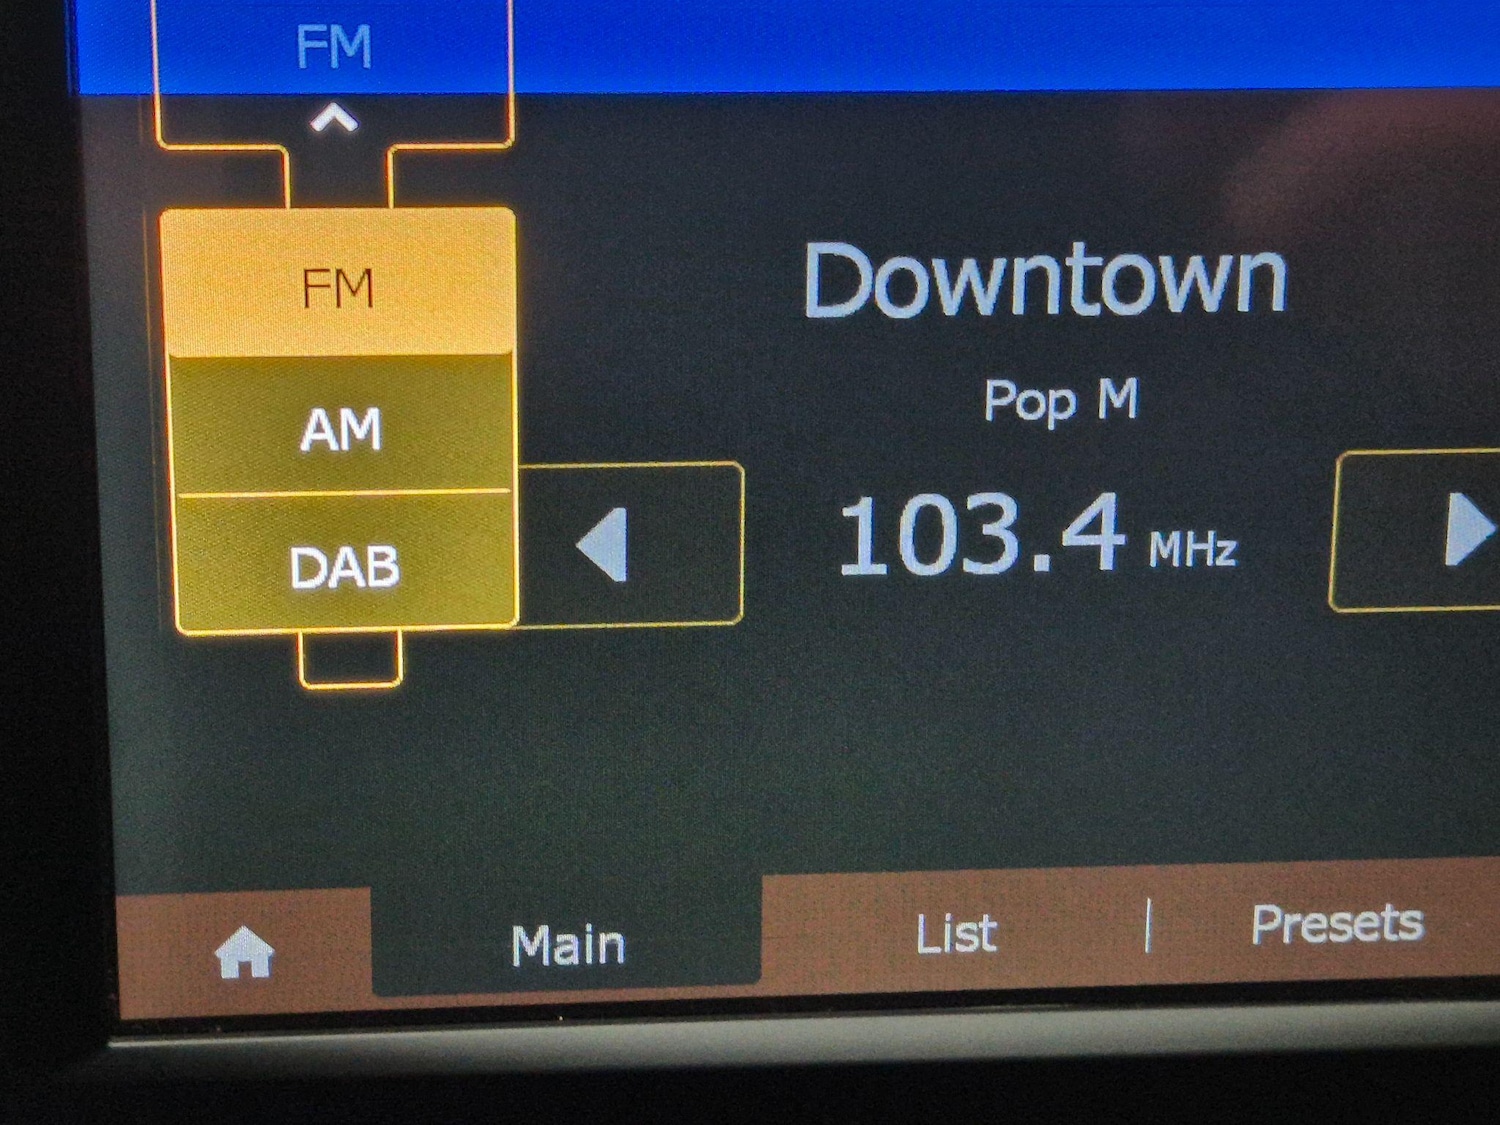 FM
FM
AM
DAB
Downtown
Pop M
103.4 MHz
Main
List
Presets